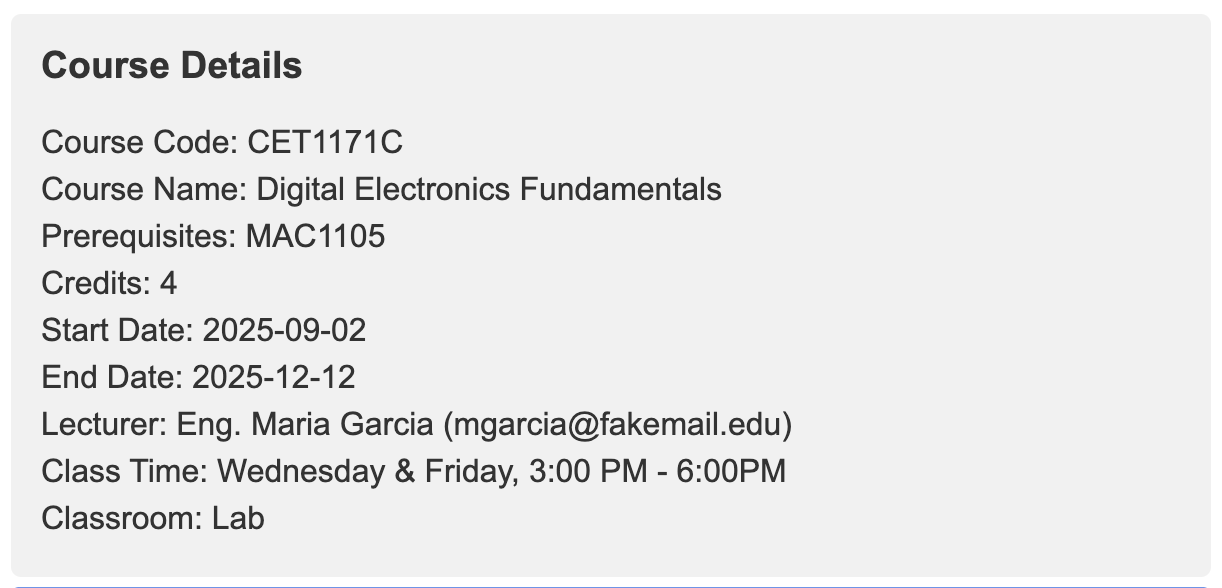 Course Details
Course Code: CET1171C
Course Name: Digital Electronics Fundamentals
Prerequisites: MAC1105
Credits: 4
Start Date: 2025-09-02
End Date: 2025-12-12
Lecturer: Eng. Maria Garcia (mgarcia@fakemail.edu)
Class Time: Wednesday & Friday, 3:00 PM - 6:00PM
Classroom: Lab